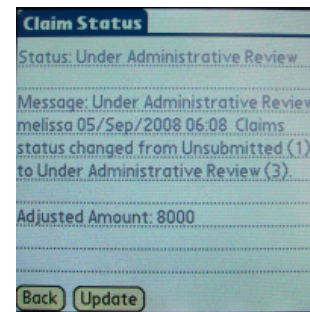 Claim Status
Status: Under Administrative Review
Message: Under Administrative Review
melissa 05/Sep/2008 06:08 Claims
status changed from Unsubmitted (1)
to Under Administrative Review (3).
Adjusted Amount: 8000
Back Update